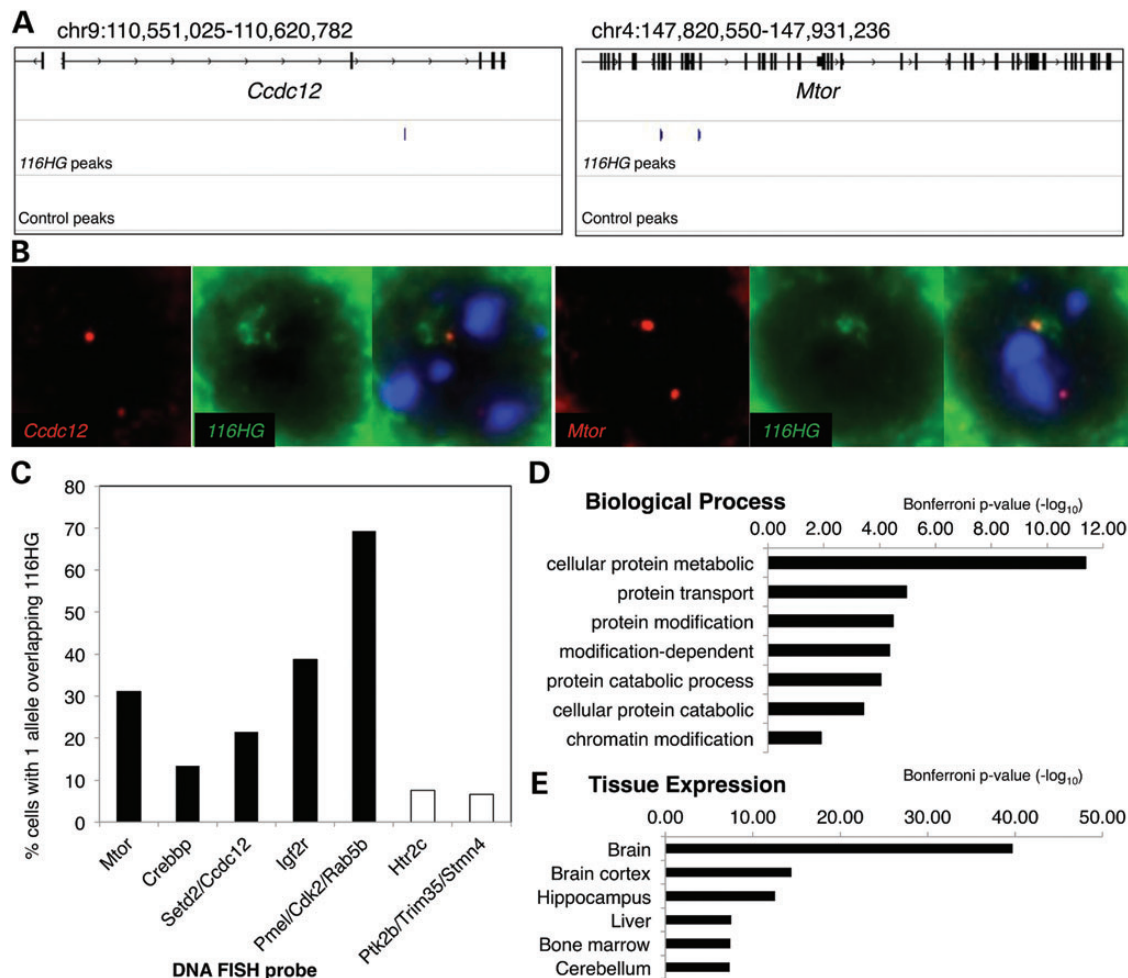 A
chr9:110,551,025-110,620,782
chr4:147,820,550-147,931,236
Ccdc12
Mtor
116HG peaks
116HG peaks
Control peaks
Control peaks
B
Ccdc12
116HG
Mtor
116HG
C
% cells with 1 allele overlapping 116HG
80
70
60
50
40
30
20
10
0
Mtor
Crebbp
Setd2/Ccdc12
Igf2r
Pmel/Cdk2/Rab5b
Htr2c
Ptk2b/Trim35/Stmn4
DNA FISH probe
D
Biological Process
Bonferroni p-value (-log10)
0.00 2.00 4.00 6.00 8.00 10.00 12.00
cellular protein metabolic
protein transport
protein modification
modification-dependent
protein catabolic process
cellular protein catabolic
chromatin modification
E
Tissue Expression
Bonferroni p-value (-log10)
0.00 10.00 20.00 30.00 40.00 50.00
Brain
Brain cortex
Hippocampus
Liver
Bone marrow
Cerebellum